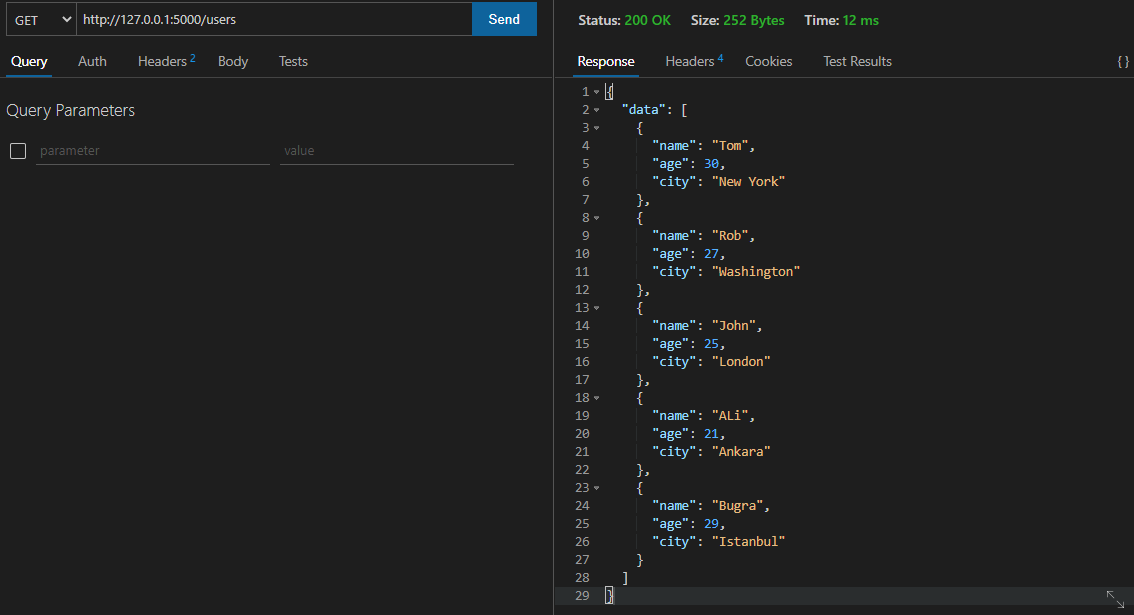 GET http://127.0.0.1:5000/users Send
Query Auth Headers 2 Body Tests
Query Parameters
parameter value
Status: 200 OK Size: 252 Bytes Time: 12 ms
Response Headers 4 Cookies Test Results {}
1 {
2 "data": [
3 {
4 "name": "Tom",
5 "age": 30,
6 "city": "New York"
7 },
8 {
9 "name": "Rob",
10 "age": 27,
11 "city": "Washington"
12 },
13 {
14 "name": "John",
15 "age": 25,
16 "city": "London"
17 },
18 {
19 "name": "ALi",
20 "age": 21,
21 "city": "Ankara"
22 },
23 {
24 "name": "Bugra",
25 "age": 29,
26 "city": "Istanbul"
27 }
28 ]
29 }